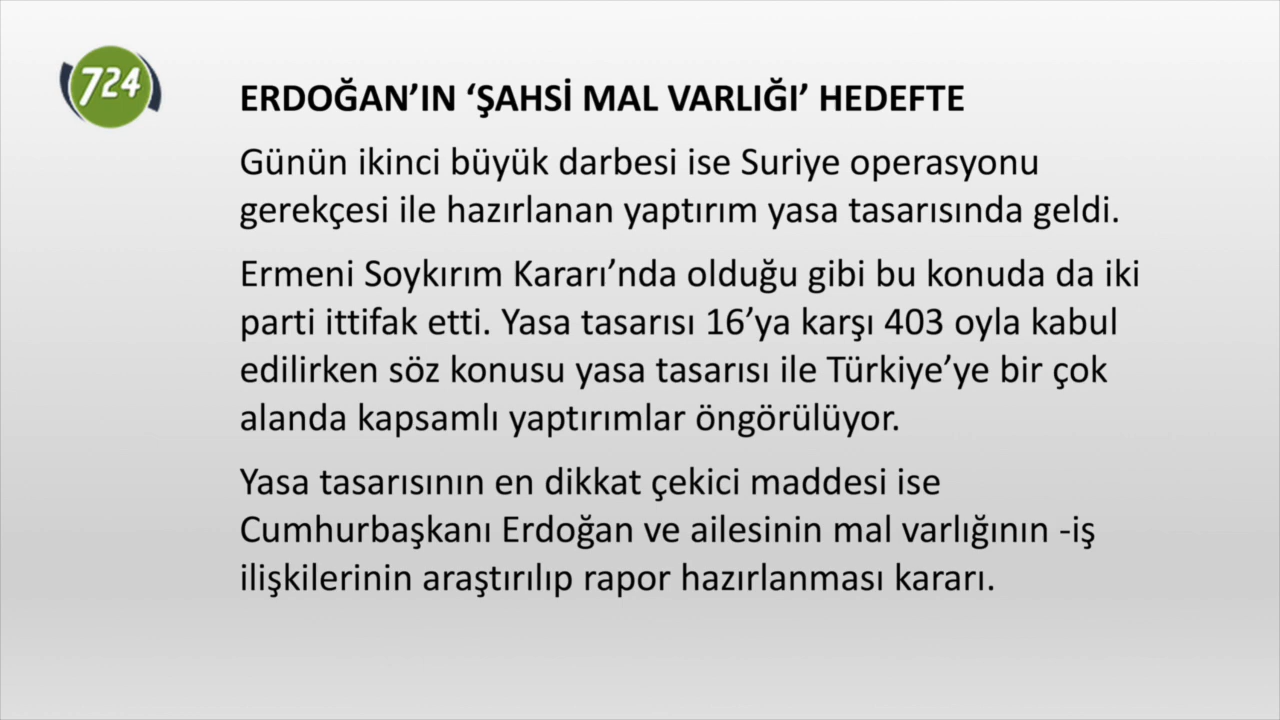 724
ERDOĞAN’IN ‘ŞAHSİ MAL VARLIĞI’ HEDEFTE
Günün ikinci büyük darbesi ise Suriye operasyonu
gerekçesi ile hazırlanan yaptırım yasa tasarısında geldi.
Ermeni Soykırım Kararı’nda olduğu gibi bu konuda da iki
parti ittifak etti. Yasa tasarısı 16’ya karşı 403 oyla kabul
edilirken söz konusu yasa tasarısı ile Türkiye’ye bir çok
alanda kapsamlı yaptırımlar öngörülüyor.
Yasa tasarısının en dikkat çekici maddesi ise
Cumhurbaşkanı Erdoğan ve ailesinin mal varlığının -iş
ilişkilerinin araştırılıp rapor hazırlanması kararı.